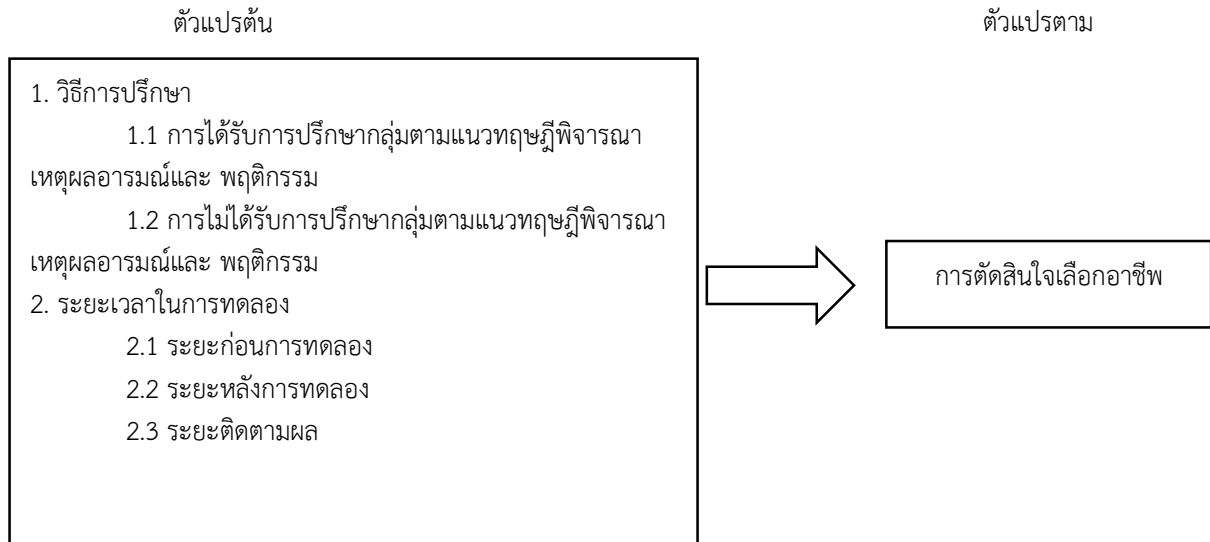 ตัวแปรต้น
ตัวแปรตาม
1. วิธีการปรึกษา
1.1 การได้รับการปรึกษากลุ่มตามแนวทฤษฎีพิจารณา
เหตุผลอารมณ์และ พฤติกรรม
1.2 การไม่ได้รับการปรึกษากลุ่มตามแนวทฤษฎีพิจารณา
เหตุผลอารมณ์และ พฤติกรรม
2. ระยะเวลาในการทดลอง
2.1 ระยะก่อนการทดลอง
2.2 ระยะหลังการทดลอง
2.3 ระยะติดตามผล
การตัดสินใจเลือกอาชีพ